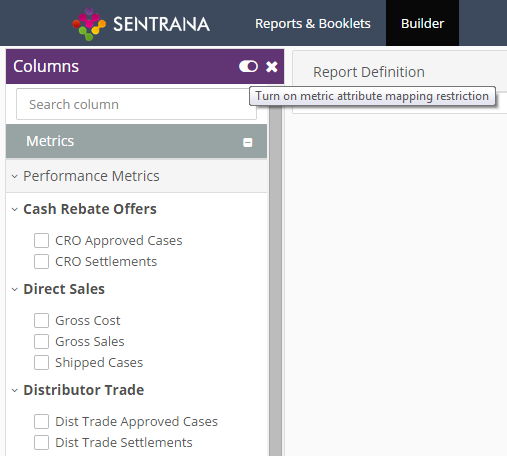 SENTRANA
Reports & Booklets
Builder
Columns
Report Definition
Turn on metric attribute mapping restriction
Search column
Metrics
Performance Metrics
Cash Rebate Offers
CRO Approved Cases
CRO Settlements
Direct Sales
Gross Cost
Gross Sales
Shipped Cases
Distributor Trade
Dist Trade Approved Cases
Dist Trade Settlements